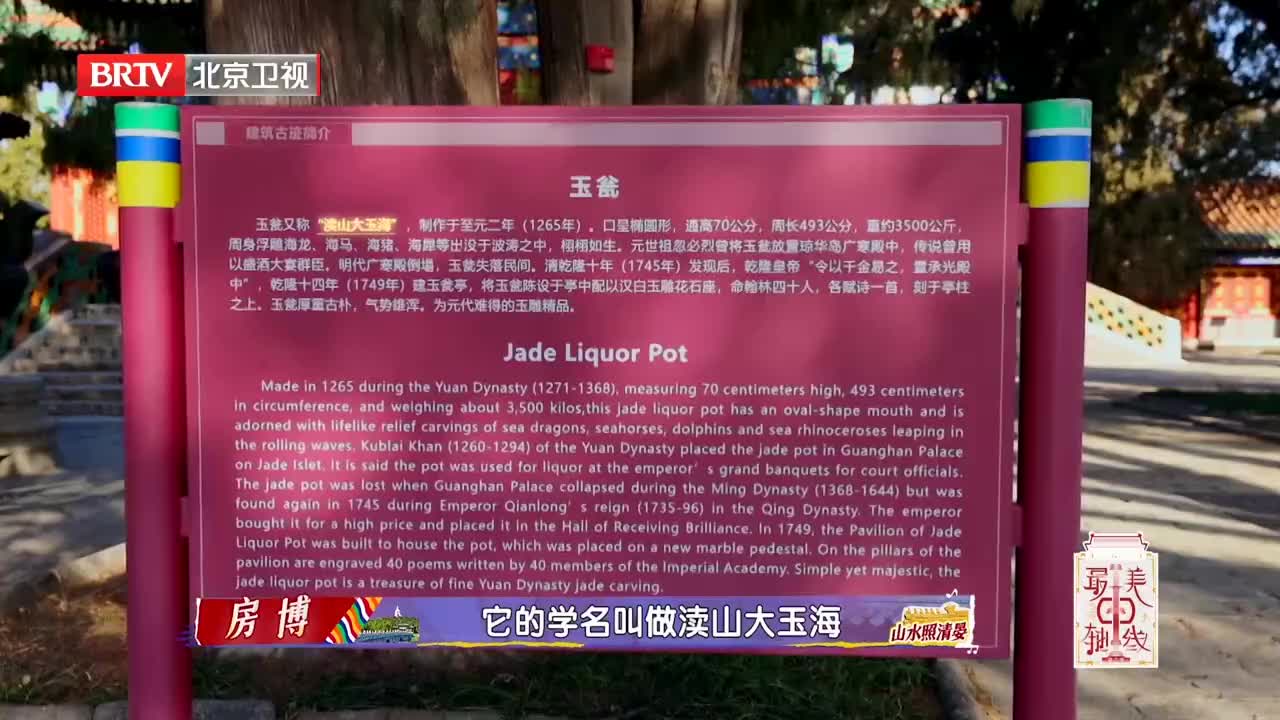 BRTV 北京卫视
建筑古迹简介
玉瓮
玉瓮又称“渎山大玉海”，制作于至元二年（1265年）。口呈椭圆形，通高70公分，周长493公分，重约3500公斤，
周身浮雕海龙、海马、海猪、海犀等出没于波涛之中，栩栩如生。元世祖忽必烈曾将玉瓮放置琼华岛广寒殿中，传说曾用
以盛酒大宴群臣。明代广寒殿倒塌，玉瓮失落民间。清乾隆十年（1745年）发现后，乾隆皇帝“令以千金易之，置承光殿
中”，乾隆十四年（1749年）建玉瓮亭，将玉瓮陈设于亭中配以汉白玉雕花石座，命翰林四十人，各赋诗一首，刻于亭柱
之上。玉瓮厚重古朴，气势雄浑。为元代难得的玉雕精品。
Jade Liquor Pot
Made in 1265 during the Yuan Dynasty (1271-1368), measuring 70 centimeters high, 493 centimeters
in circumference, and weighing about 3,500 kilos,this jade liquor pot has an oval-shape mouth and is
adorned with lifelike relief carvings of sea dragons, seahorses, dolphins and sea rhinoceroses leaping in
the rolling waves. Kublai Khan (1260-1294) of the Yuan Dynasty placed the jade pot in Guanghan Palace
on Jade Islet. It is said the pot was used for liquor at the emperor's grand banquets for court officials.
The jade pot was lost when Guanghan Palace collapsed during the Ming Dynasty (1368-1644) but was
found again in 1745 during Emperor Qianlong's reign (1735-96) in the Qing Dynasty. The emperor
bought it for a high price and placed it in the Hall of Receiving Brilliance. In 1749, the Pavilion of Jade
Liquor Pot was built to house the pot, which was placed on a new marble pedestal. On the pillars of the
pavilion are engraved 40 poems written by 40 members of the Imperial Academy. Simple yet majestic, the
jade liquor pot is a treasure of fine Yuan Dynasty jade carving.
房博
它的学名叫做渎山大玉海
山水照清晏
最美
中
轴线